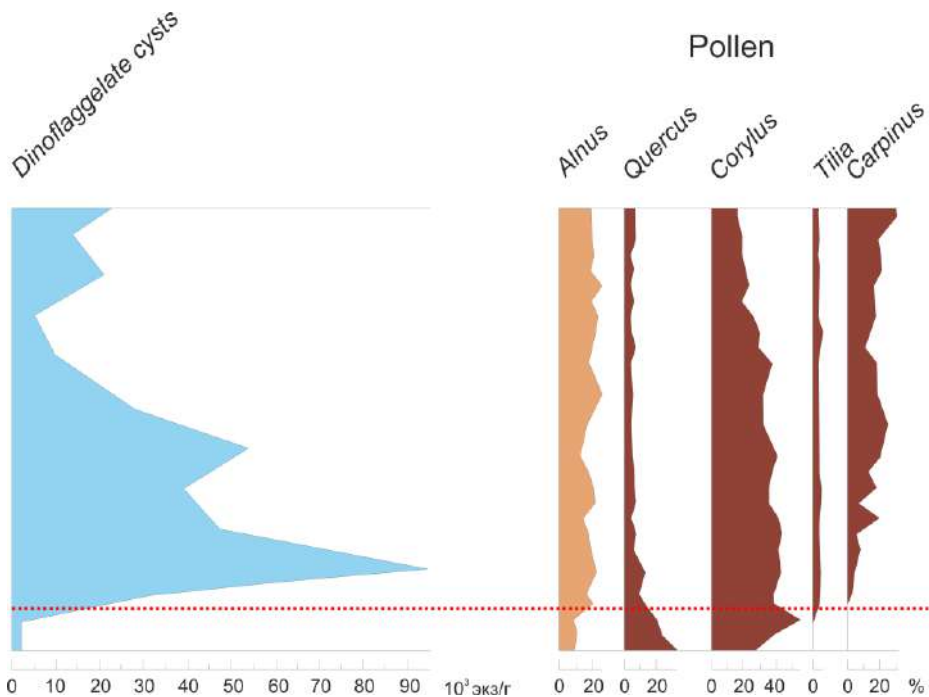 Pollen
Dinoflaggelate cysts
Alnus
Quercus
Corylus
Tilia
Carpinus
0 10 20 30 40 50 60 70 80 90 10³ экз/г
0 20 0 20 0 20 40 0 0 20 %